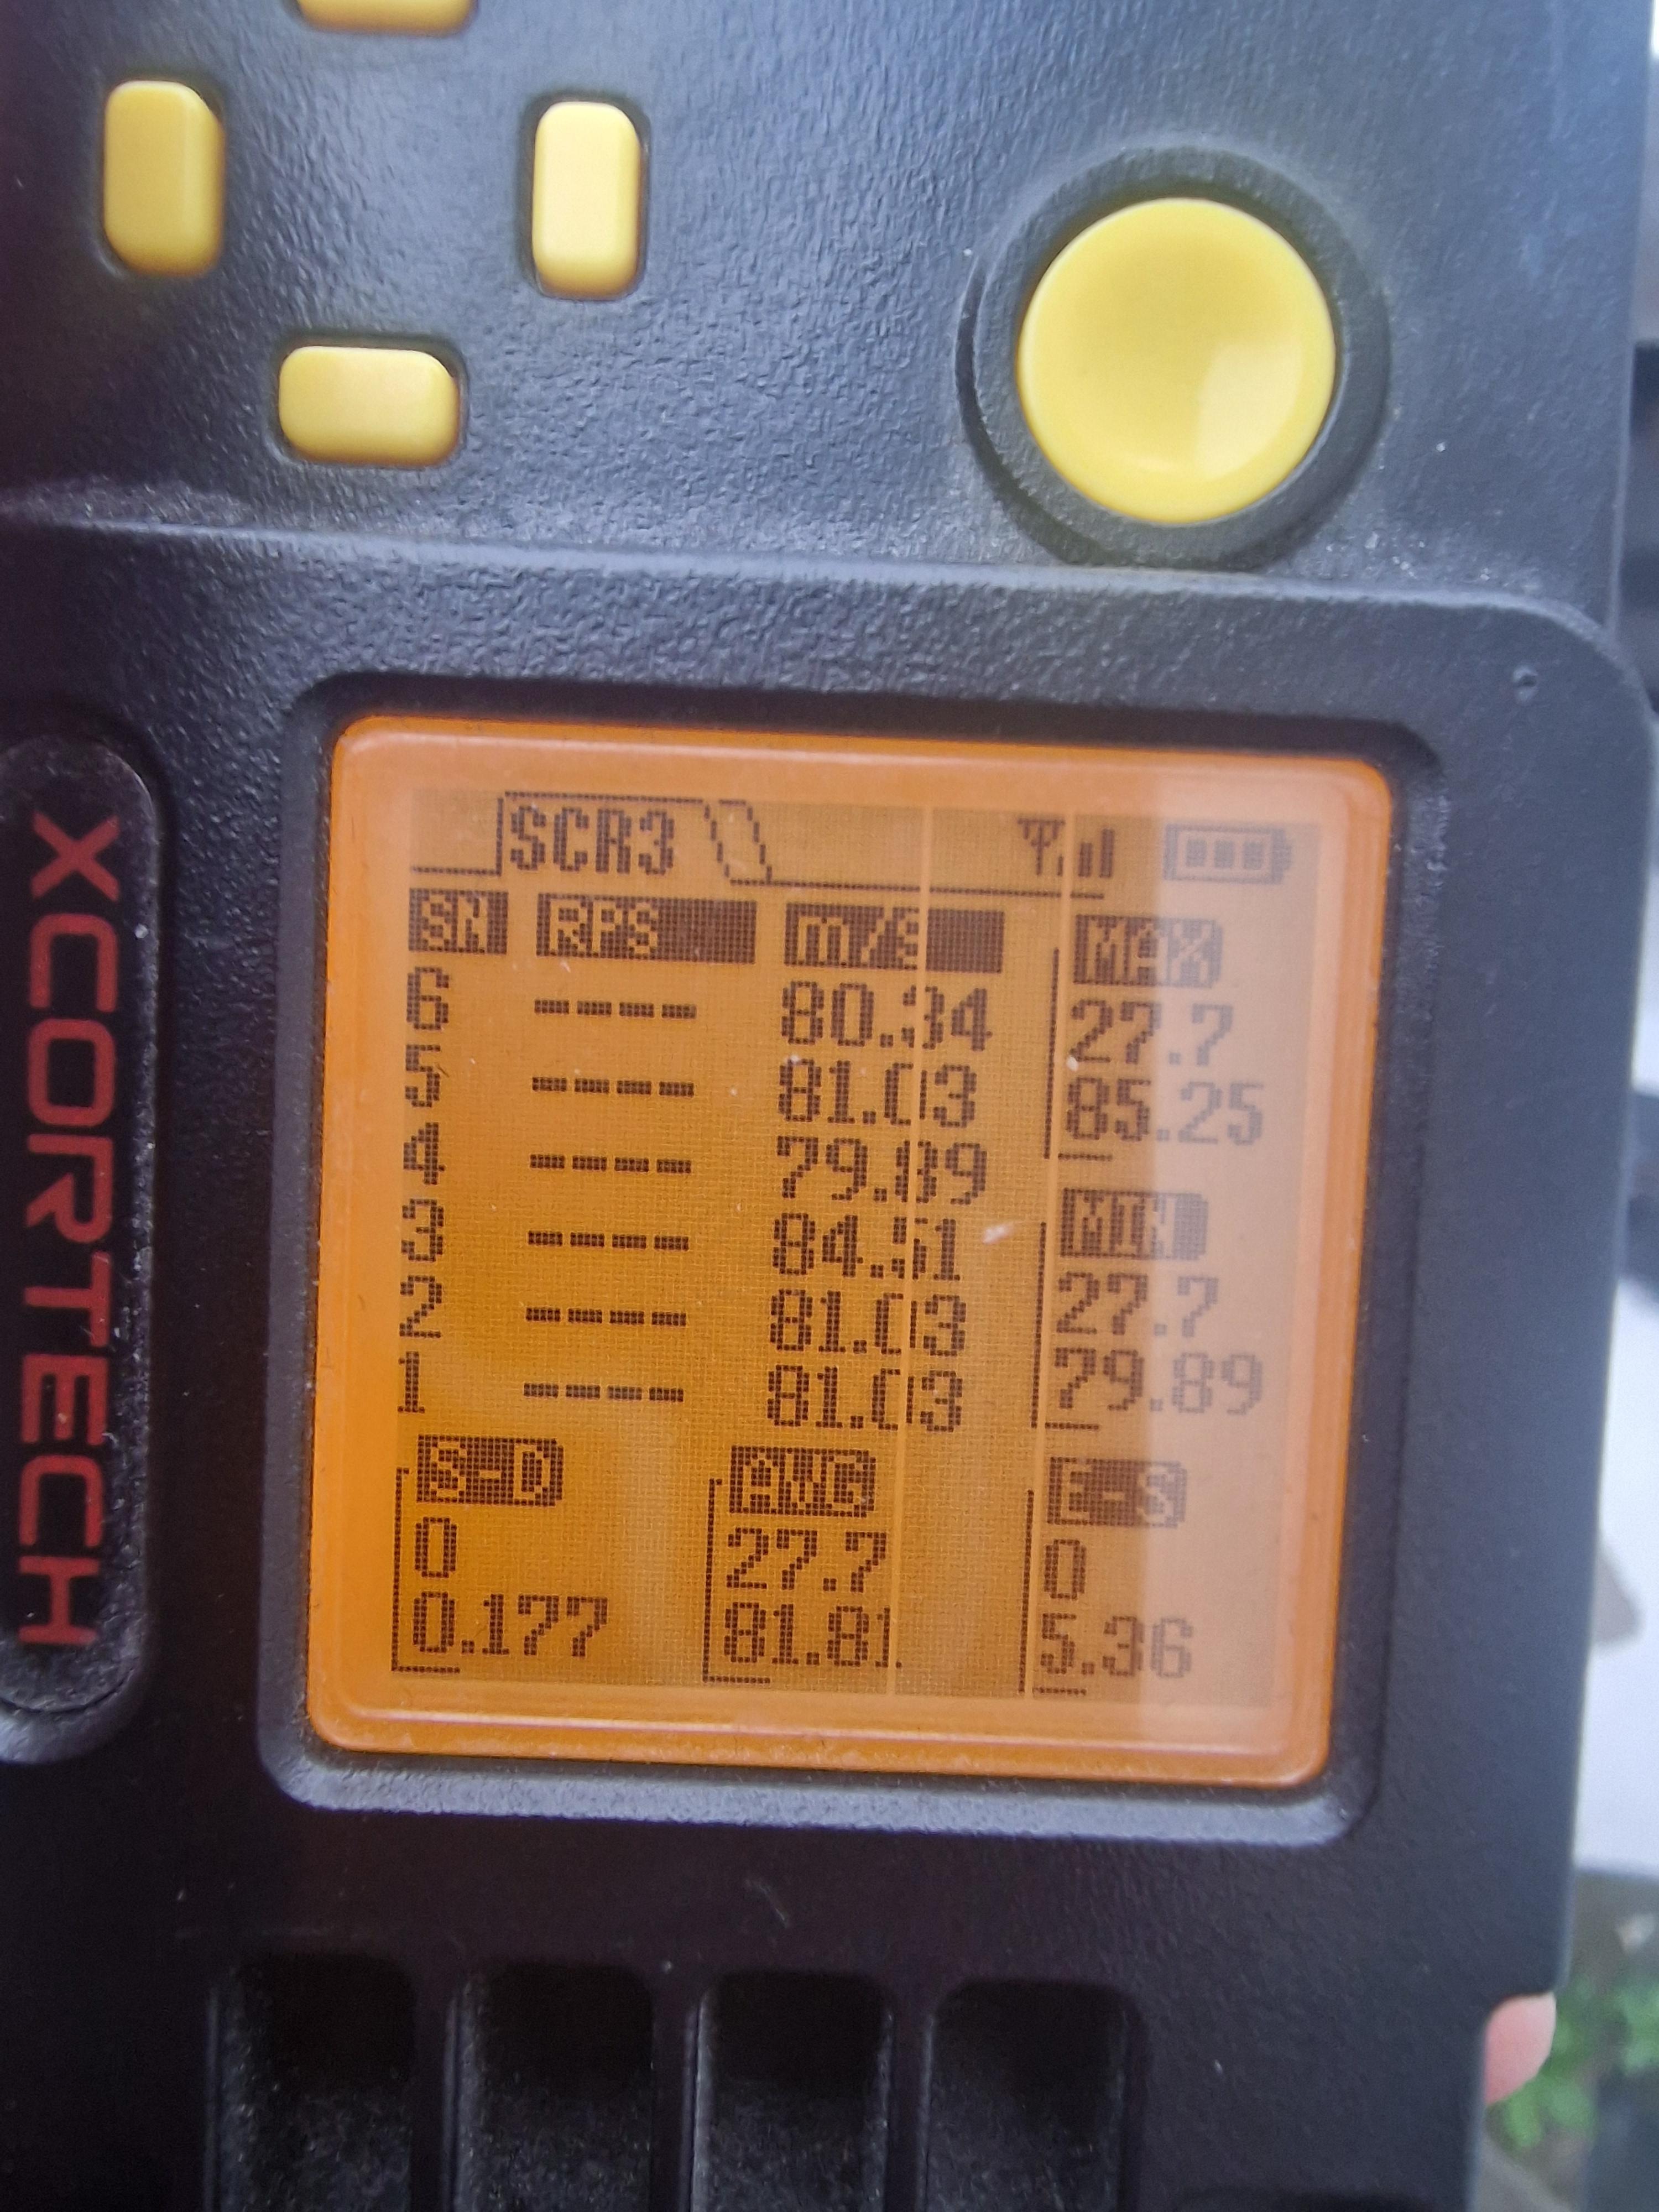 XCORTECH
SCR3
SN RPS m/s MAX
6 ---- 80.34 27.7
5 ---- 81.03 85.25
4 ---- 79.89
3 ---- 84.51 MIN
2 ---- 81.03 27.7
1 ---- 81.03 79.89
S-D AVG E-S
0 27.7 0
0.177 81.81 5.36